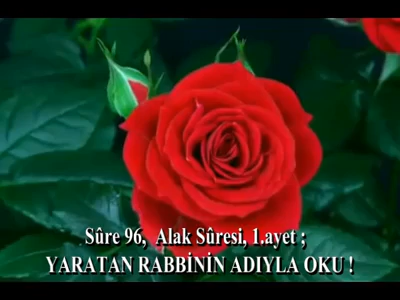 Sûre 96, Alak Sûresi, 1.ayet ;
YARATAN RABBİNİN ADIYLA OKU !